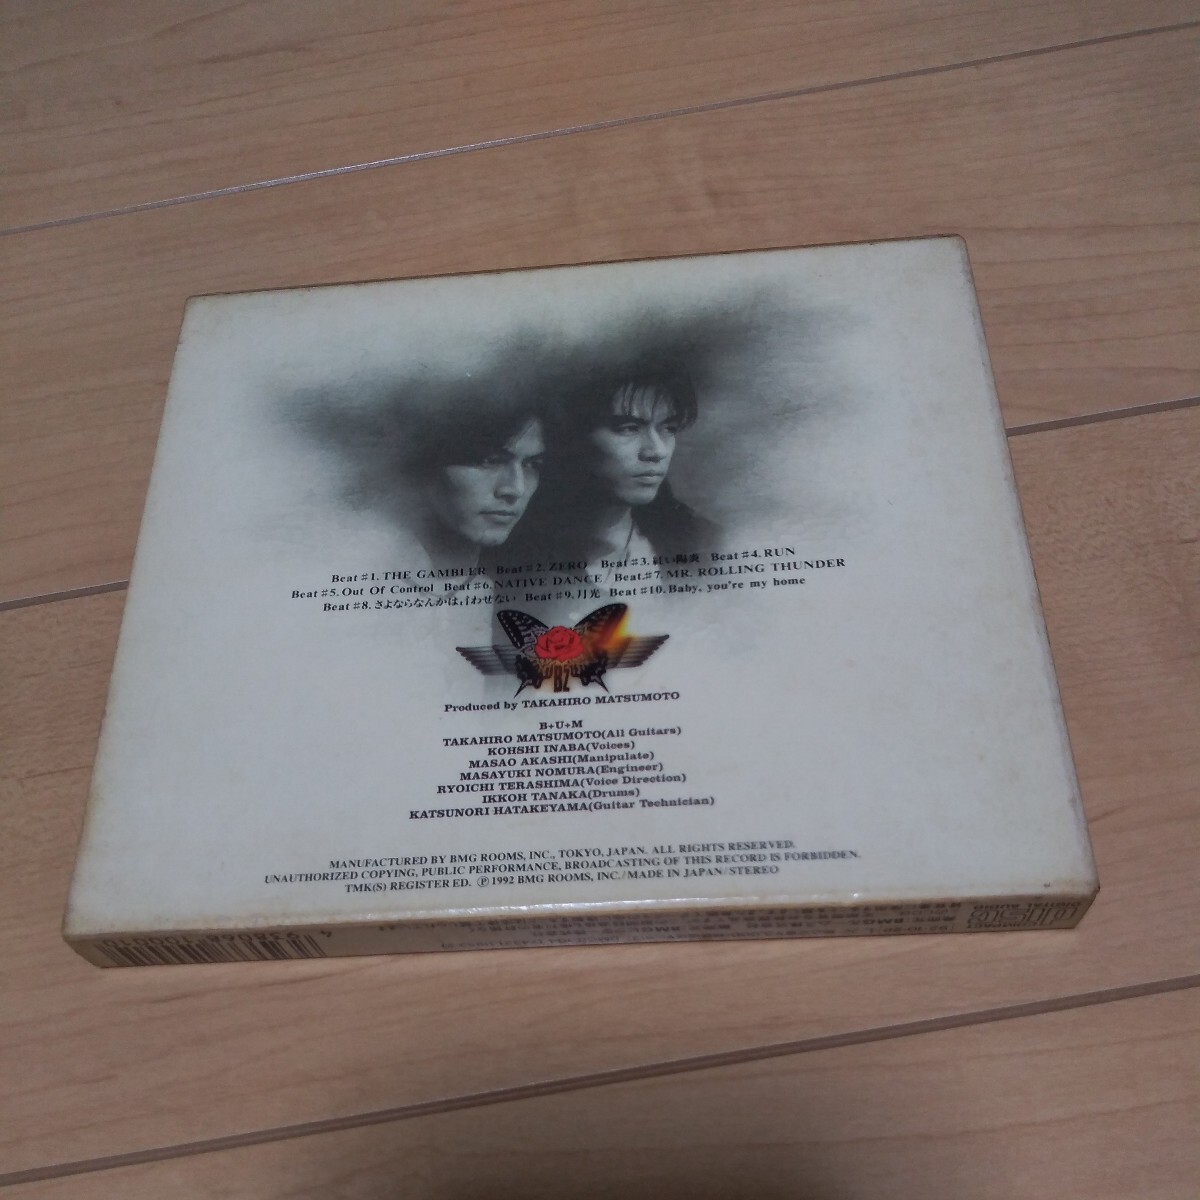 Beat #1. THE GAMBLER Beat #2. ZERO Beat #3. 紅い陽炎 Beat #4. RUN
Beat #5. Out Of Control Beat #6. NATIVE DANCE Beat.#7. MR. ROLLING THUNDER
Beat #8. さよならなんかは言わせない Beat #9. 月光 Beat #10. Baby, you're my home
B'z
Produced by TAKAHIRO MATSUMOTO
B+U+M
TAKAHIRO MATSUMOTO(All Guitars)
KOHSHI INABA(Voices)
MASAO AKASHI(Manipulate)
MASAYUKI NOMURA(Engineer)
RYOICHI TERASHIMA(Voice Direction)
IKKOH TANAKA(Drums)
KATSUNORI HATAKEYAMA(Guitar Technician)
MANUFACTURED BY BMG ROOMS, INC., TOKYO, JAPAN. ALL RIGHTS RESERVED.
UNAUTHORIZED COPYING, PUBLIC PERFORMANCE, BROADCASTING OF THIS RECORD IS FORBIDDEN.
TMK(S) REGISTERED. Ⓟ 1992 BMG ROOMS, INC./MADE IN JAPAN/STEREO
COMPACT
disc
DIGITAL AUDIO